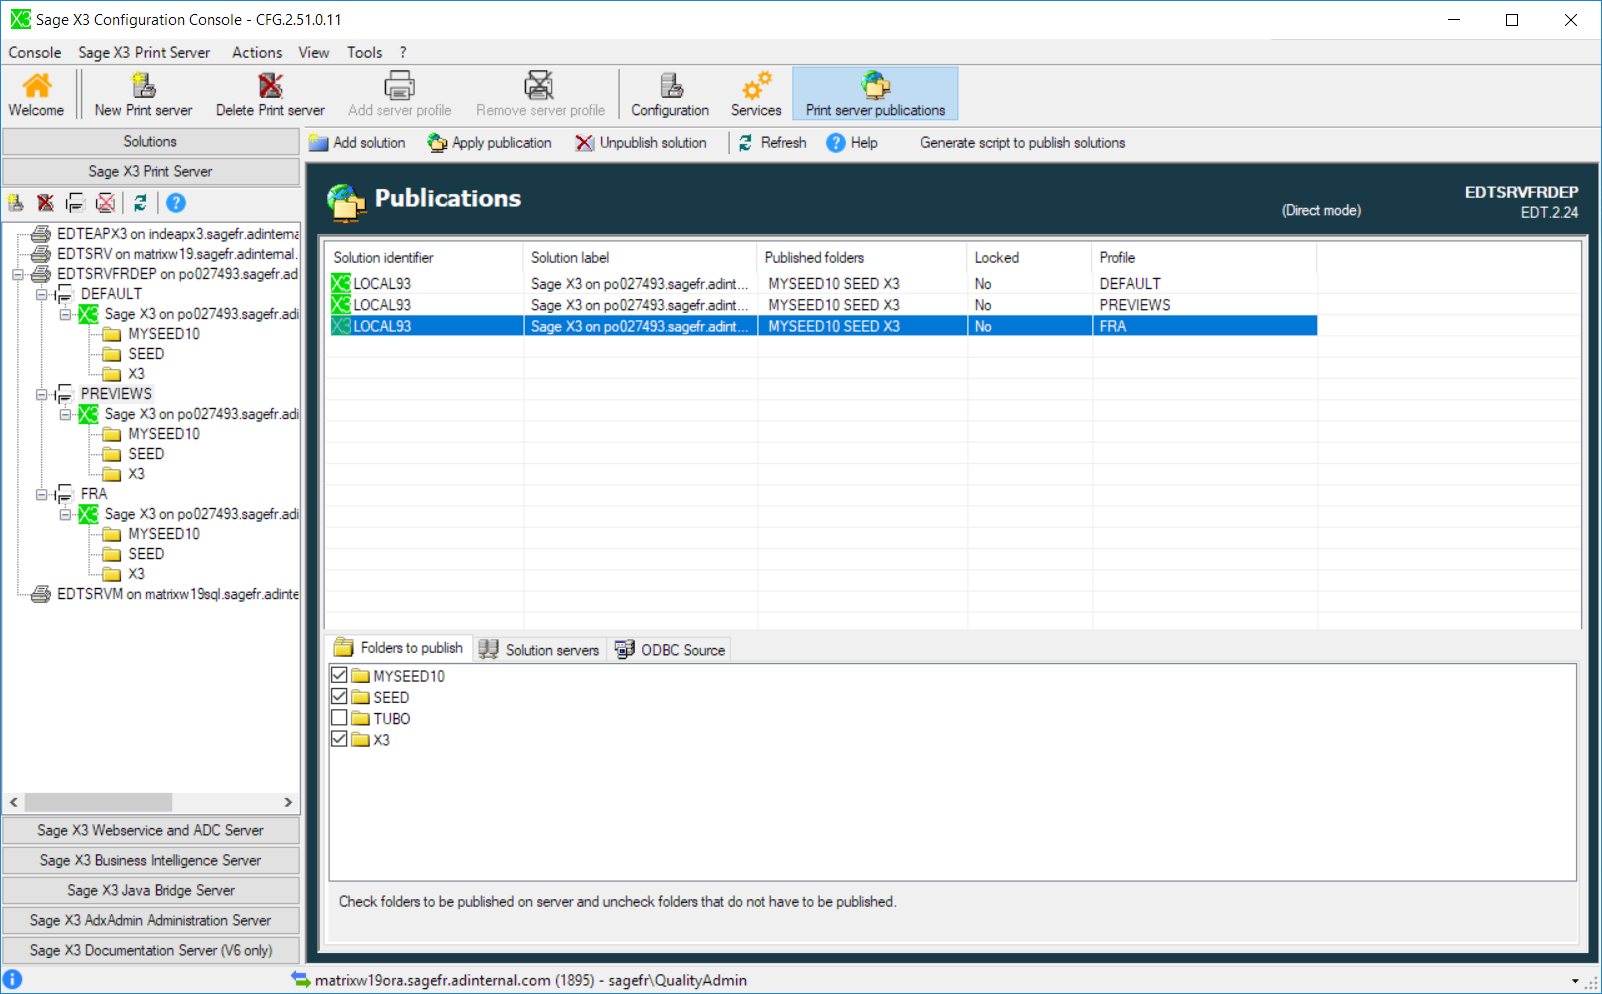 Sage X3 Configuration Console - CFG.2.51.0.11
Console Sage X3 Print Server Actions View Tools ?
Welcome New Print server Delete Print server Add server profile Remove server profile Configuration Services Print server publications
Solutions
Sage X3 Print Server
Add solution Apply publication Unpublish solution Refresh Help Generate script to publish solutions
EDTEAPX3 on indeapx3.sagefr.adinterna
EDTSRV on matrixw19.sagefr.adinternal.
EDTSRVFRDEP on po027493.sagefr.ad
DEFAULT
Sage X3 on po027493.sagefr.adi
MYSEED10
SEED
X3
PREVIEWS
Sage X3 on po027493.sagefr.adi
MYSEED10
SEED
X3
FRA
Sage X3 on po027493.sagefr.adi
MYSEED10
SEED
X3
EDTSRVM on matrixw19sql.sagefr.adinte
Sage X3 Webservice and ADC Server
Sage X3 Business Intelligence Server
Sage X3 Java Bridge Server
Sage X3 AdxAdmin Administration Server
Sage X3 Documentation Server (V6 only)
Publications
(Direct mode)
EDTSRVFRDEP
EDT.2.24
Solution identifier Solution label Published folders Locked Profile
X3 LOCAL93 Sage X3 on po027493.sagefr.adint... MYSEED10 SEED X3 No DEFAULT
X3 LOCAL93 Sage X3 on po027493.sagefr.adint... MYSEED10 SEED X3 No PREVIEWS
X3 LOCAL93 Sage X3 on po027493.sagefr.adint... MYSEED10 SEED X3 No FRA
Folders to publish Solution servers ODBC Source
MYSEED10
SEED
TUBO
X3
Check folders to be published on server and uncheck folders that do not have to be published.
matrixw19ora.sagefr.adinternal.com (1895) - sagefr\QualityAdmin